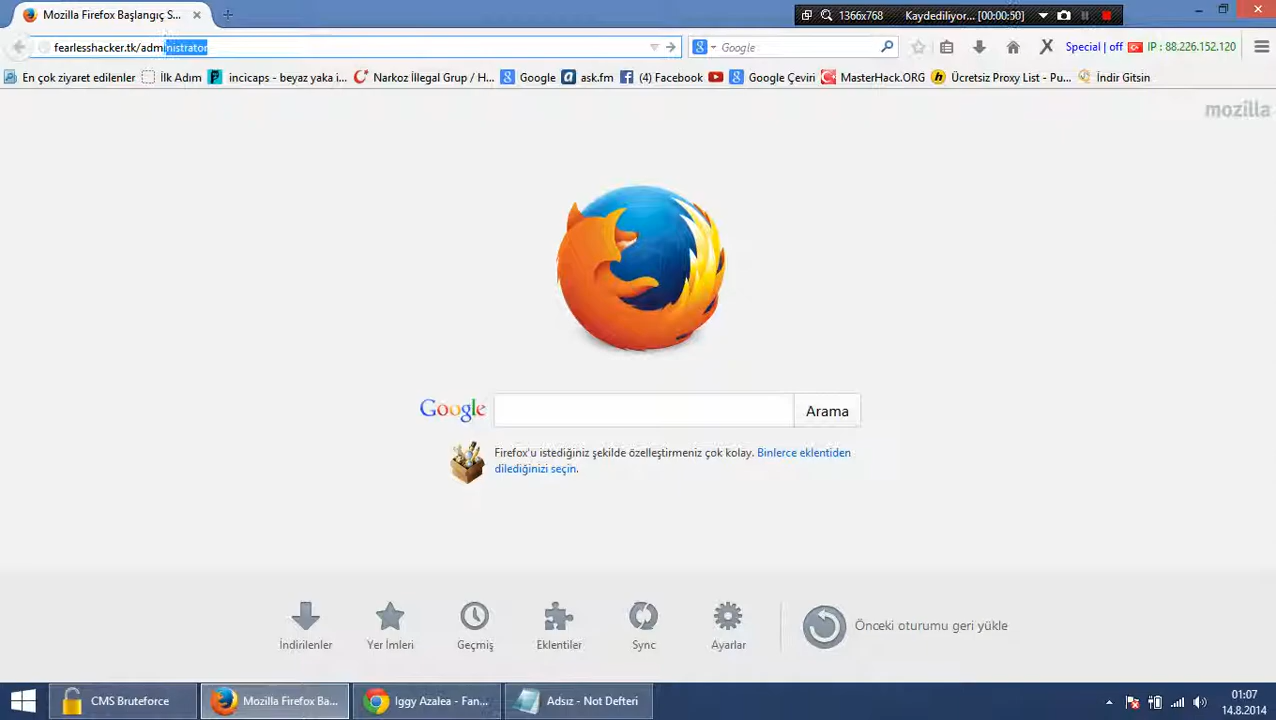 Mozilla Firefox Başlangıç S...
1366x768
Kaydediliyor... [00:00:50]
fearlesshacker.tk/administrator
Google
Special | off
IP : 88.226.152.120
En çok ziyaret edilenler
İlk Adım
incicaps - beyaz yaka i...
Narkoz İllegal Grup / H...
Google
ask.fm
(4) Facebook
Google Çeviri
MasterHack.ORG
Ücretsiz Proxy List - Pu...
İndir Gitsin
mozilla
Google
Arama
Firefox'u istediğiniz şekilde özelleştirmeniz çok kolay. Binlerce eklentiden
dilediğinizi seçin.
İndirilenler
Yer İmleri
Geçmiş
Eklentiler
Sync
Ayarlar
Önceki oturumu geri yükle
CMS Bruteforce
Mozilla Firefox Ba...
Iggy Azalea - Fan...
Adsız - Not Defteri
01:07
14.8.2014